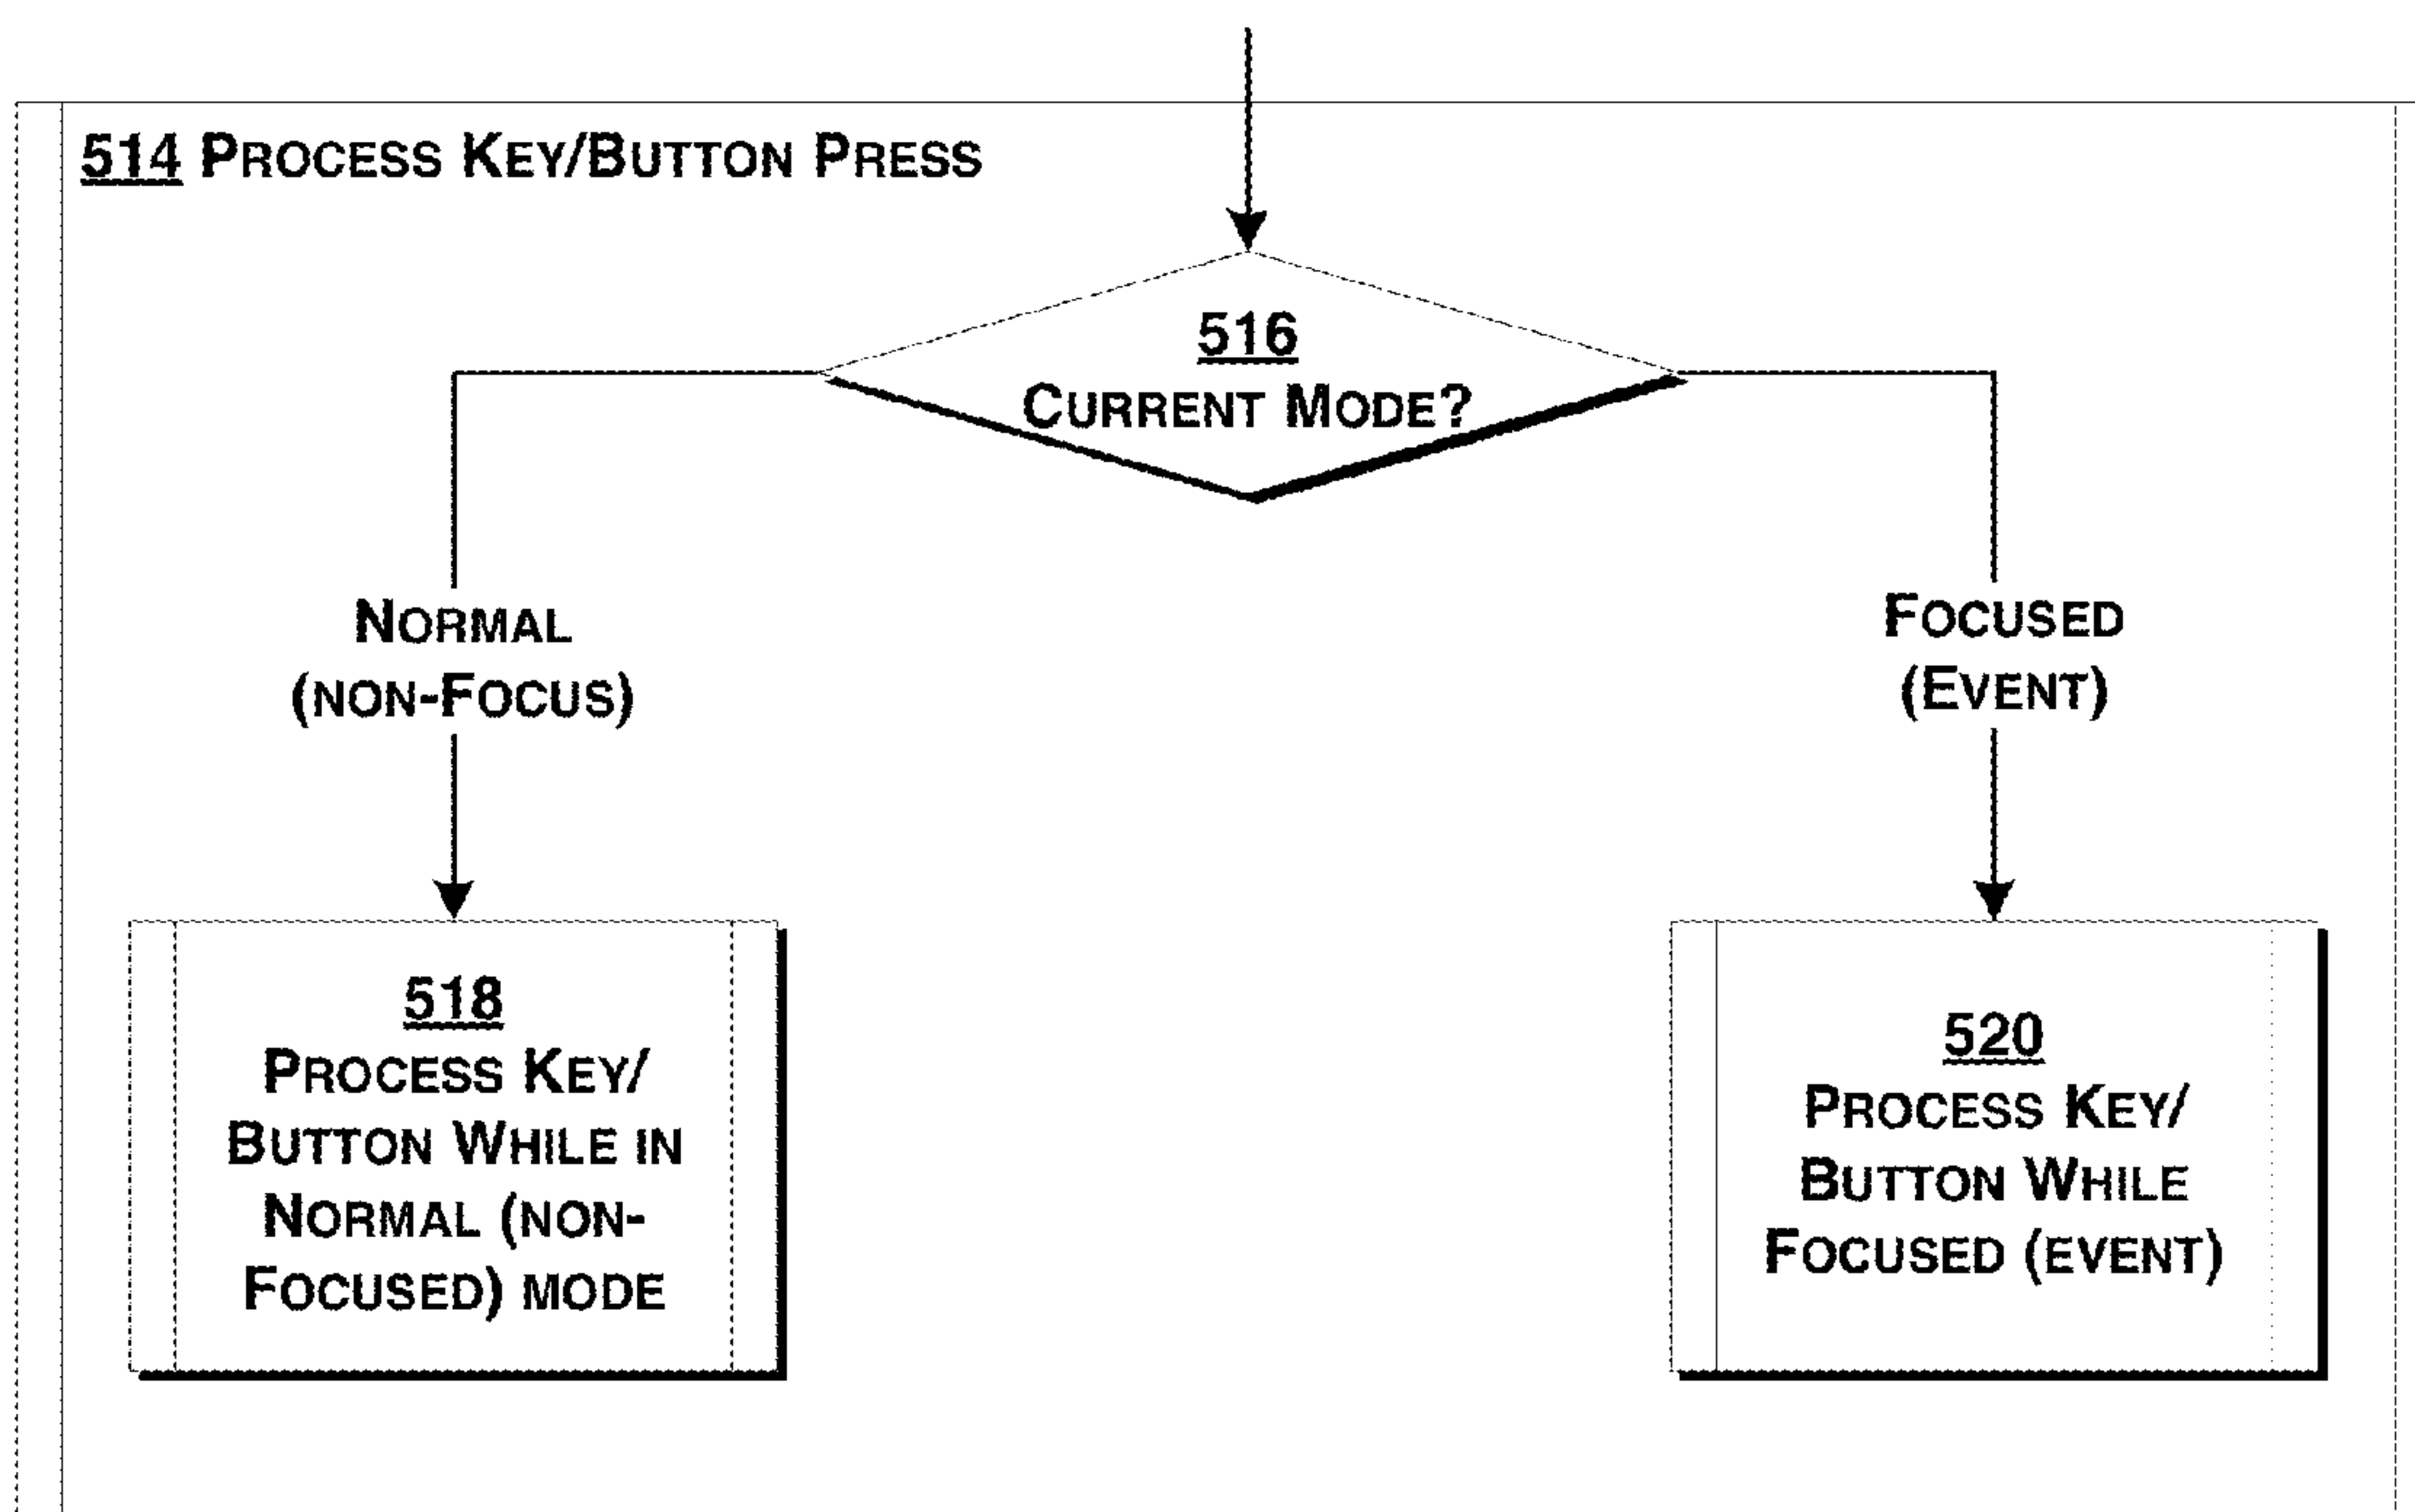 514 Process Key/Button Press
516
Current Mode?
Normal
(non-Focus)
Focused
(Event)
518
Process Key/
Button While in
Normal (non-
Focused) mode
520
Process Key/
Button While
Focused (event)